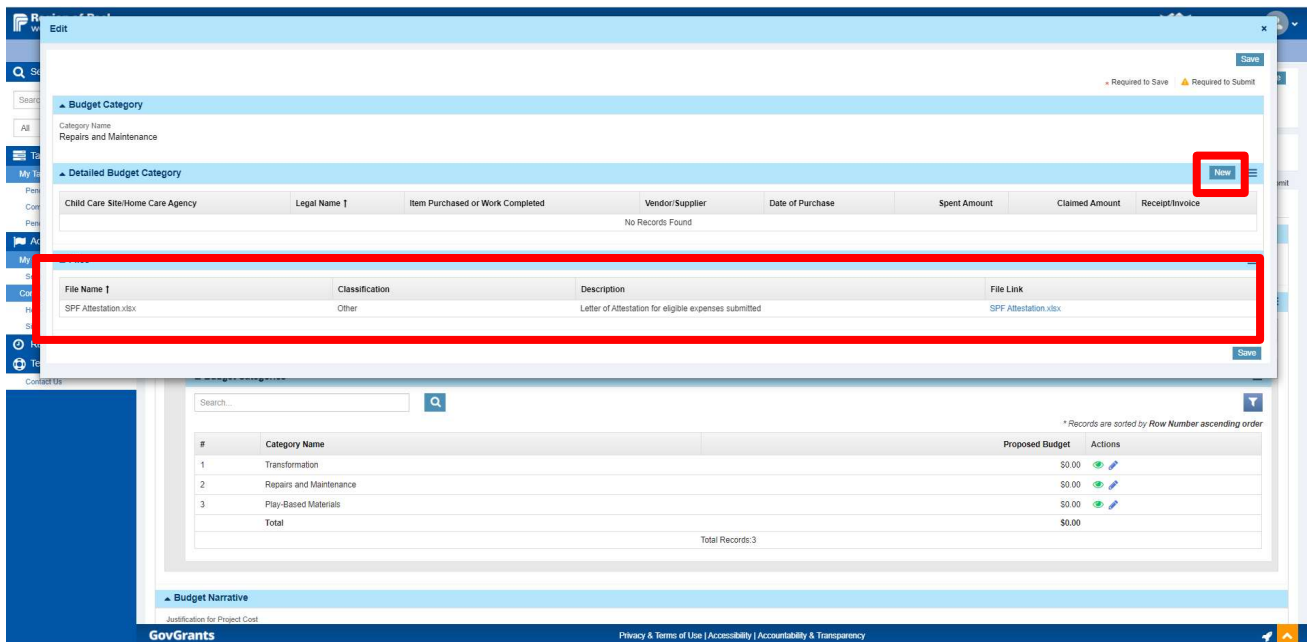 Edit
x
Save
* Required to Save Required to Submit
Budget Category
Category Name
Repairs and Maintenance
Detailed Budget Category
New
Child Care Site/Home Care Agency Legal Name ↑ Item Purchased or Work Completed Vendor/Supplier Date of Purchase Spent Amount Claimed Amount Receipt/Invoice
No Records Found
File Name ↑ Classification Description File Link
SPF Attestation.xlsx Other Letter of Attestation for eligible expenses submitted SPF Attestation.xlsx
Save
All
Contact Us
Search...
* Records are sorted by Row Number ascending order
# Category Name Proposed Budget Actions
1 Transformation $0.00
2 Repairs and Maintenance $0.00
3 Play-Based Materials $0.00
Total $0.00
Total Records:3
Budget Narrative
Justification for Project Cost
GovGrants
Privacy & Terms of Use | Accessibility | Accountability & Transparency